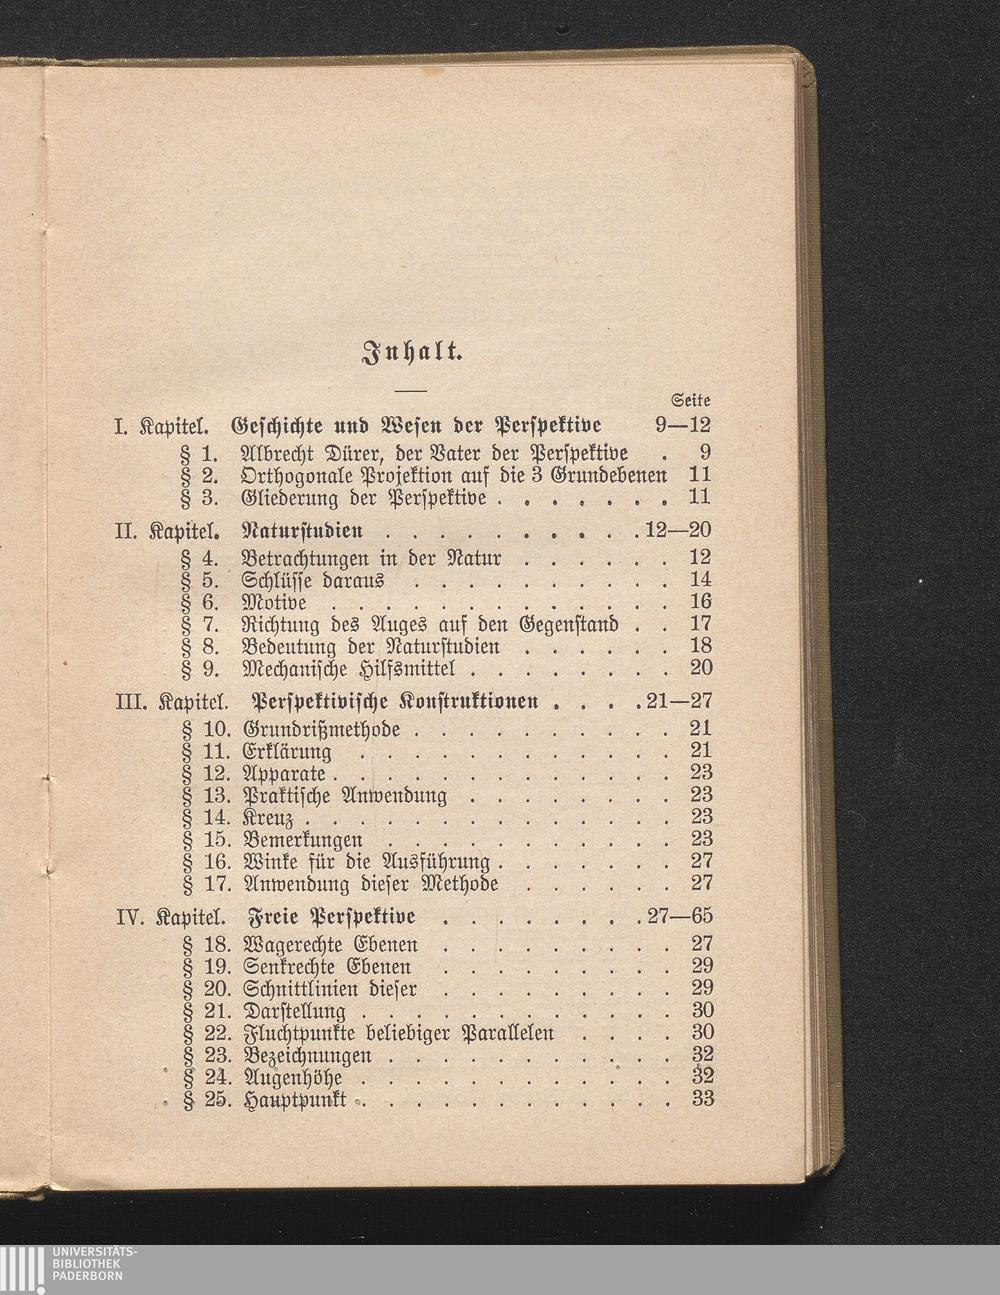 Inhalt.
Seite
I. Kapitel. Geschichte und Wesen der Perspektive 9—12
§ 1. Albrecht Dürer, der Vater der Perspektive . 9
§ 2. Orthogonale Projektion auf die 3 Grundebenen 11
§ 3. Gliederung der Perspektive . . . . . . . 11
II. Kapitel. Naturstudien . . . . . . . . . . 12—20
§ 4. Betrachtungen in der Natur . . . . . . 12
§ 5. Schlüsse daraus . . . . . . . . . . 14
§ 6. Motive . . . . . . . . . . . . . 16
§ 7. Richtung des Auges auf den Gegenstand . . 17
§ 8. Bedeutung der Naturstudien . . . . . . 18
§ 9. Mechanische Hilfsmittel . . . . . . . . 20
III. Kapitel. Perspektivische Konstruktionen . . . . 21—27
§ 10. Grundrißmethode . . . . . . . . . . 21
§ 11. Erklärung . . . . . . . . . . . . 21
§ 12. Apparate . . . . . . . . . . . . . 23
§ 13. Praktische Anwendung . . . . . . . . 23
§ 14. Kreuz . . . . . . . . . . . . . . 23
§ 15. Bemerkungen . . . . . . . . . . . 23
§ 16. Winke für die Ausführung . . . . . . . 27
§ 17. Anwendung dieser Methode . . . . . . 27
IV. Kapitel. Freie Perspektive . . . . . . . . 27—65
§ 18. Wagerechte Ebenen . . . . . . . . . 27
§ 19. Senkrechte Ebenen . . . . . . . . . 29
§ 20. Schnittlinien dieser . . . . . . . . . 29
§ 21. Darstellung . . . . . . . . . . . . 30
§ 22. Fluchtpunkte beliebiger Parallelen . . . . 30
§ 23. Bezeichnungen . . . . . . . . . . . 32
§ 24. Augenhöhe . . . . . . . . . . . . 32
§ 25. Hauptpunkt . . . . . . . . . . . . 33
UNIVERSITÄTS-
BIBLIOTHEK
PADERBORN